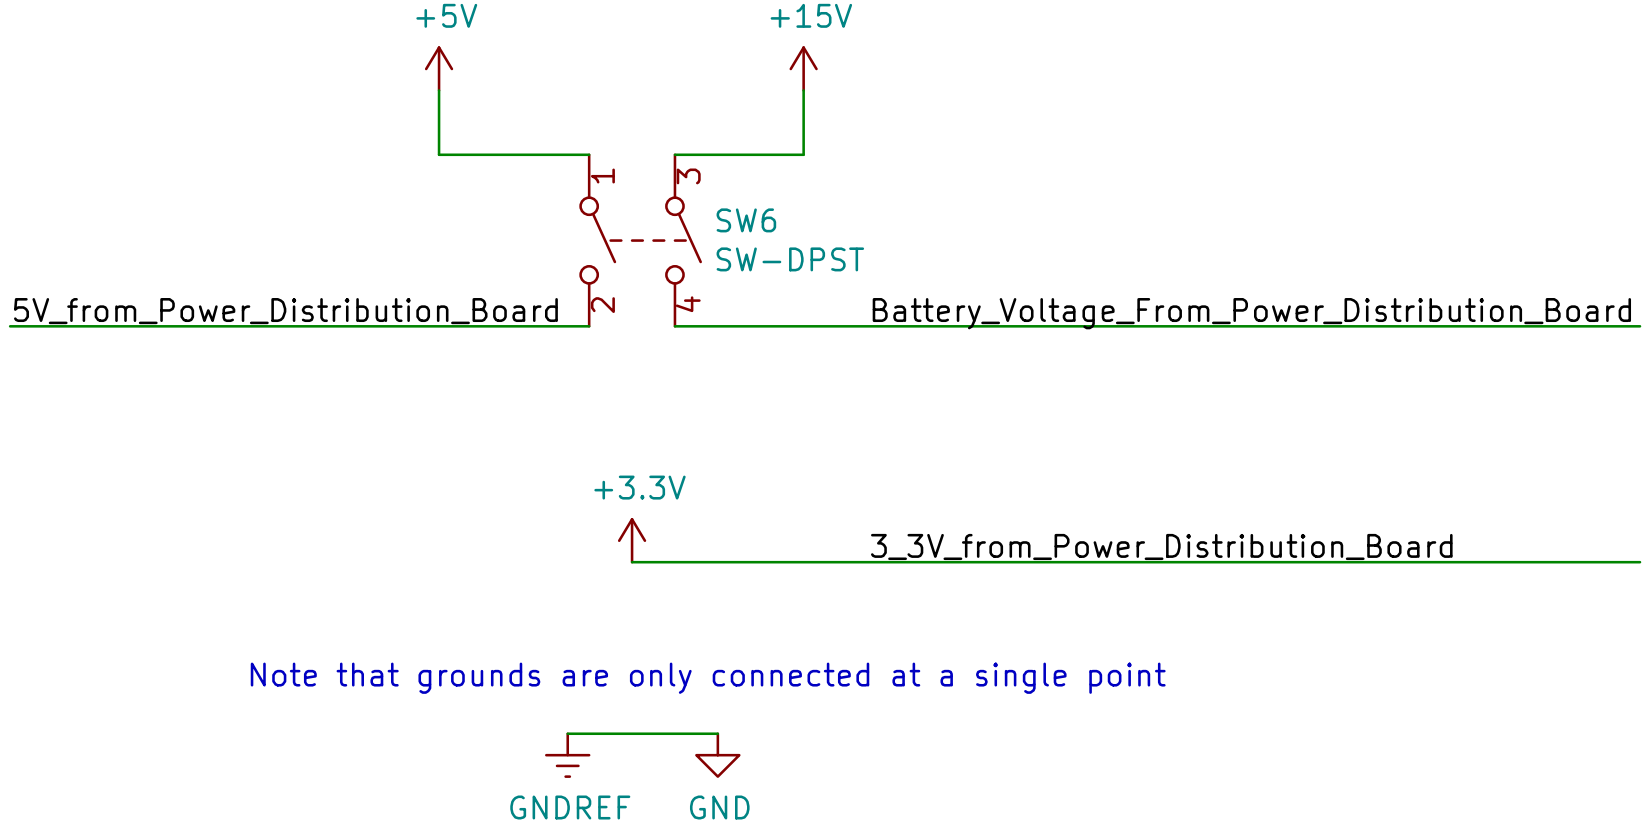 +5V
+15V
1
3
SW6
SW-DPST
2
4
5V_from_Power_Distribution_Board
Battery_Voltage_From_Power_Distribution_Board
+3.3V
3_3V_from_Power_Distribution_Board
Note that grounds are only connected at a single point
GNDREF
GND